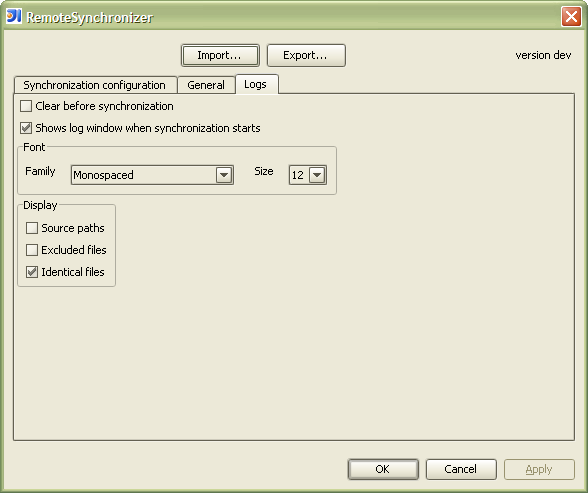 RemoteSynchronizer
Import... Export... version dev
Synchronization configuration General Logs
Clear before synchronization
Shows log window when synchronization starts
Font
Family Monospaced Size 12
Display
Source paths
Excluded files
Identical files
OK Cancel Apply